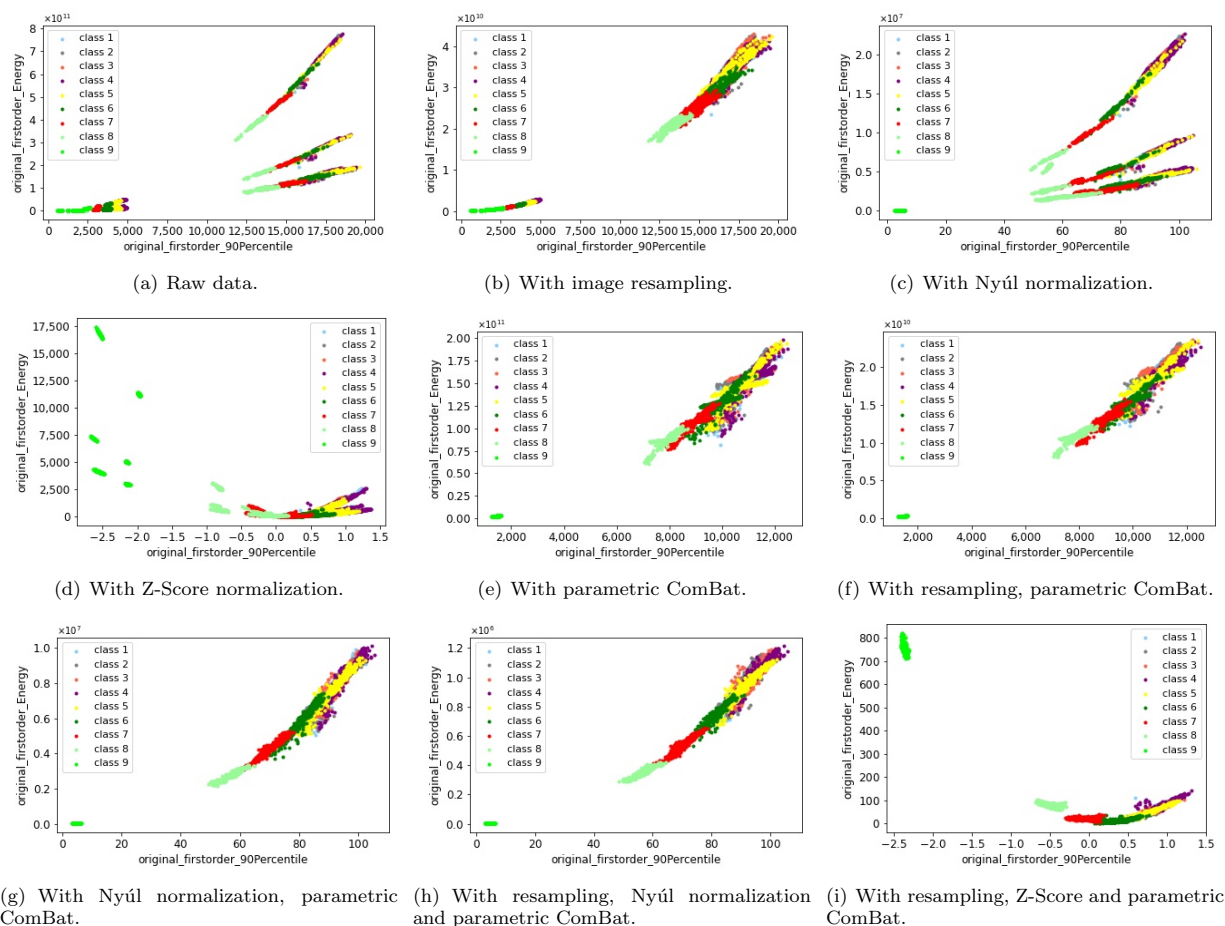 ×10¹¹
original_firstorder_Energy
8
7
6
5
4
3
2
1
0
class 1
class 2
class 3
class 4
class 5
class 6
class 7
class 8
class 9
0 2,500 5,000 7,500 10,000 12,500 15,000 17,500 20,000
original_firstorder_90Percentile
(a) Raw data.
×10¹⁰
original_firstorder_Energy
4
3
2
1
0
class 1
class 2
class 3
class 4
class 5
class 6
class 7
class 8
class 9
0 2,500 5,000 7,500 10,000 12,500 15,000 17,500 20,000
original_firstorder_90Percentile
(b) With image resampling.
×10⁷
original_firstorder_Energy
2.0
1.5
1.0
0.5
0.0
class 1
class 2
class 3
class 4
class 5
class 6
class 7
class 8
class 9
0 20 40 60 80 100
original_firstorder_90Percentile
(c) With Nyúl normalization.
original_firstorder_Energy
17,500
15,000
12,500
10,000
7,500
5,000
2,500
0
class 1
class 2
class 3
class 4
class 5
class 6
class 7
class 8
class 9
−2.5 −2.0 −1.5 −1.0 −0.5 0.0 0.5 1.0 1.5
original_firstorder_90Percentile
(d) With Z-Score normalization.
×10¹¹
original_firstorder_Energy
2.00
1.75
1.50
1.25
1.00
0.75
0.50
0.25
0.00
class 1
class 2
class 3
class 4
class 5
class 6
class 7
class 8
class 9
2,000 4,000 6,000 8,000 10,000 12,000
original_firstorder_90Percentile
(e) With parametric ComBat.
×10¹⁰
original_firstorder_Energy
2.0
1.5
1.0
0.5
0.0
class 1
class 2
class 3
class 4
class 5
class 6
class 7
class 8
class 9
2,000 4,000 6,000 8,000 10,000 12,000
original_firstorder_90Percentile
(f) With resampling, parametric ComBat.
×10⁷
original_firstorder_Energy
1.0
0.8
0.6
0.4
0.2
0.0
class 1
class 2
class 3
class 4
class 5
class 6
class 7
class 8
class 9
0 20 40 60 80 100
original_firstorder_90Percentile
(g) With Nyúl normalization, parametric
ComBat.
×10⁶
original_firstorder_Energy
1.2
1.0
0.8
0.6
0.4
0.2
0.0
class 1
class 2
class 3
class 4
class 5
class 6
class 7
class 8
class 9
0 20 40 60 80 100
original_firstorder_90Percentile
(h) With resampling, Nyúl normalization
and parametric ComBat.
original_firstorder_Energy
800
700
600
500
400
300
200
100
0
class 1
class 2
class 3
class 4
class 5
class 6
class 7
class 8
class 9
−2.5 −2.0 −1.5 −1.0 −0.5 0.0 0.5 1.0 1.5
original_firstorder_90Percentile
(i) With resampling, Z-Score and parametric
ComBat.